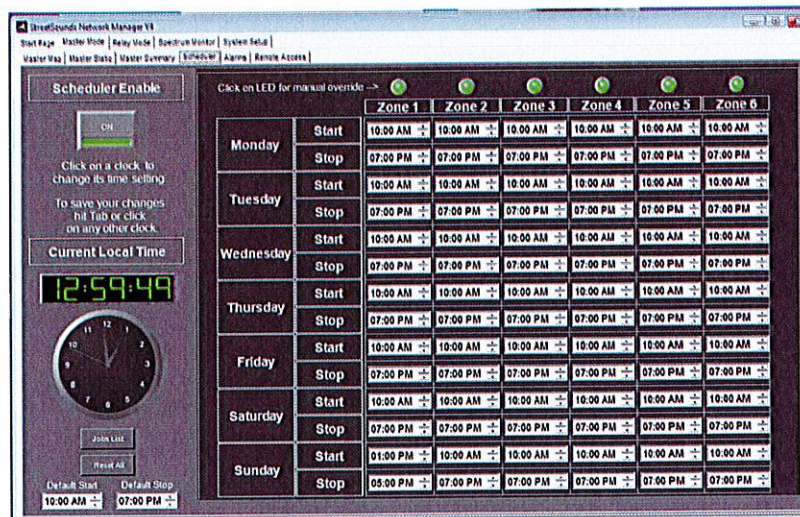 StreetSounds Network Manager V4
Start Page Master Mode Relay Mode Spectrum Monitor System Setup
Master Map Master Static Master Summary Scheduler Alarms Remote Access
Scheduler Enable
ON
Click on a clock to
change its time setting
To save your changes
hit Tab or click
on any other clock
Current Local Time
12:59:49
12 1 2 3 4 5 6 7 8 9 10 11
Reset All
Default Start Default Stop
10:00 AM 07:00 PM
Click on LED for manual override -->
Zone 1 Zone 2 Zone 3 Zone 4 Zone 5 Zone 6
Monday
Start 10:00 AM 10:00 AM 10:00 AM 10:00 AM 10:00 AM 10:00 AM
Stop 07:00 PM 07:00 PM 07:00 PM 07:00 PM 07:00 PM 07:00 PM
Tuesday
Start 10:00 AM 10:00 AM 10:00 AM 10:00 AM 10:00 AM 10:00 AM
Stop 07:00 PM 07:00 PM 07:00 PM 07:00 PM 07:00 PM 07:00 PM
Wednesday
Start 10:00 AM 10:00 AM 10:00 AM 10:00 AM 10:00 AM 10:00 AM
Stop 07:00 PM 07:00 PM 07:00 PM 07:00 PM 07:00 PM 07:00 PM
Thursday
Start 10:00 AM 10:00 AM 10:00 AM 10:00 AM 10:00 AM 10:00 AM
Stop 07:00 PM 07:00 PM 07:00 PM 07:00 PM 07:00 PM 07:00 PM
Friday
Start 10:00 AM 10:00 AM 10:00 AM 10:00 AM 10:00 AM 10:00 AM
Stop 07:00 PM 07:00 PM 07:00 PM 07:00 PM 07:00 PM 07:00 PM
Saturday
Start 10:00 AM 10:00 AM 10:00 AM 10:00 AM 10:00 AM 10:00 AM
Stop 07:00 PM 07:00 PM 07:00 PM 07:00 PM 07:00 PM 07:00 PM
Sunday
Start 01:00 PM 10:00 AM 10:00 AM 10:00 AM 10:00 AM 10:00 AM
Stop 05:00 PM 07:00 PM 07:00 PM 07:00 PM 07:00 PM 07:00 PM